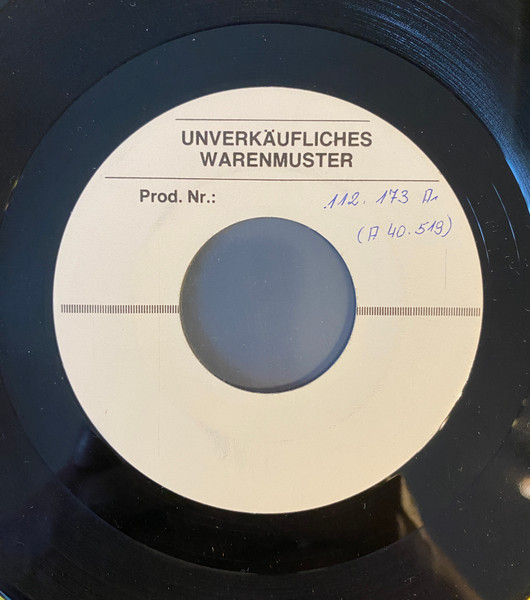 UNVERKÄUFLICHES
WARENMUSTER
Prod. Nr.: 112. 173 A.
(A 40.519)